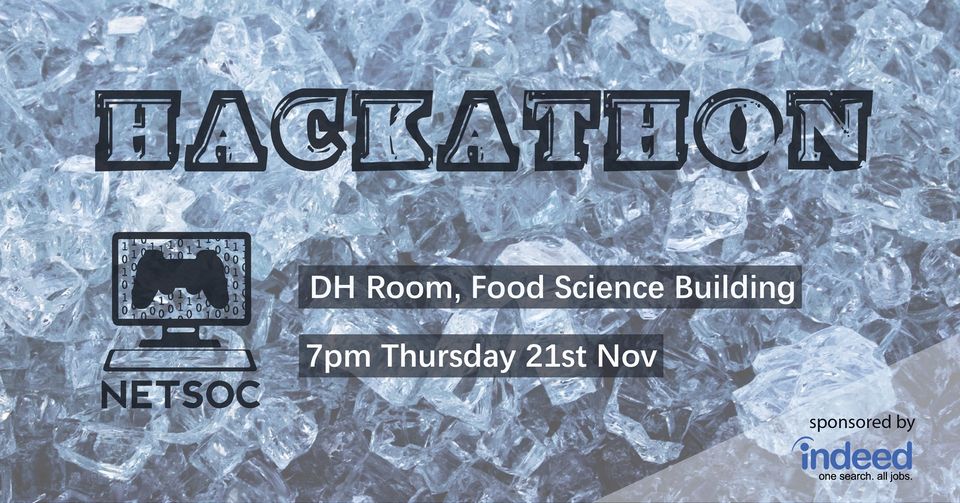 HACKATHON
DH Room, Food Science Building
7pm Thursday 21st Nov
NETSOC
sponsored by
indeed
one search. all jobs.